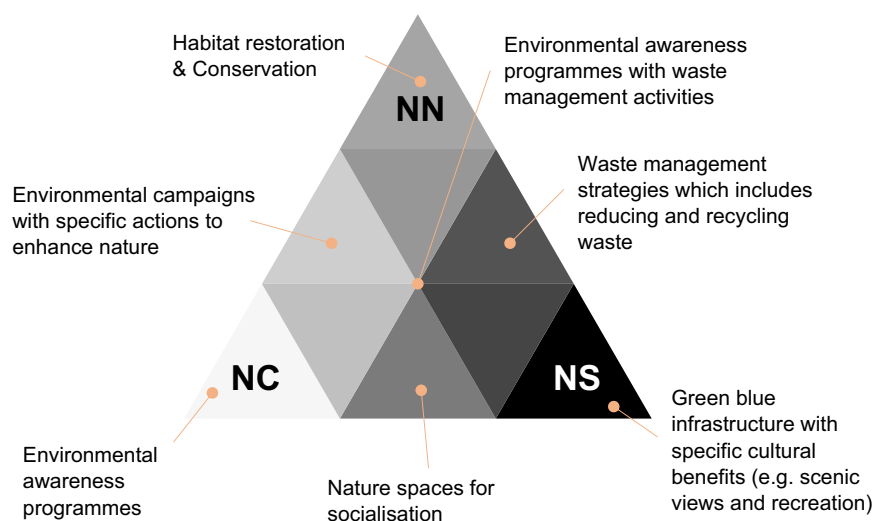 Habitat restoration
& Conservation
Environmental awareness
programmes with waste
management activities
NN
Environmental campaigns
with specific actions to
enhance nature
Waste management
strategies which includes
reducing and recycling
waste
NC
NS
Environmental
awareness
programmes
Nature spaces for
socialisation
Green blue
infrastructure with
specific cultural
benefits (e.g. scenic
views and recreation)